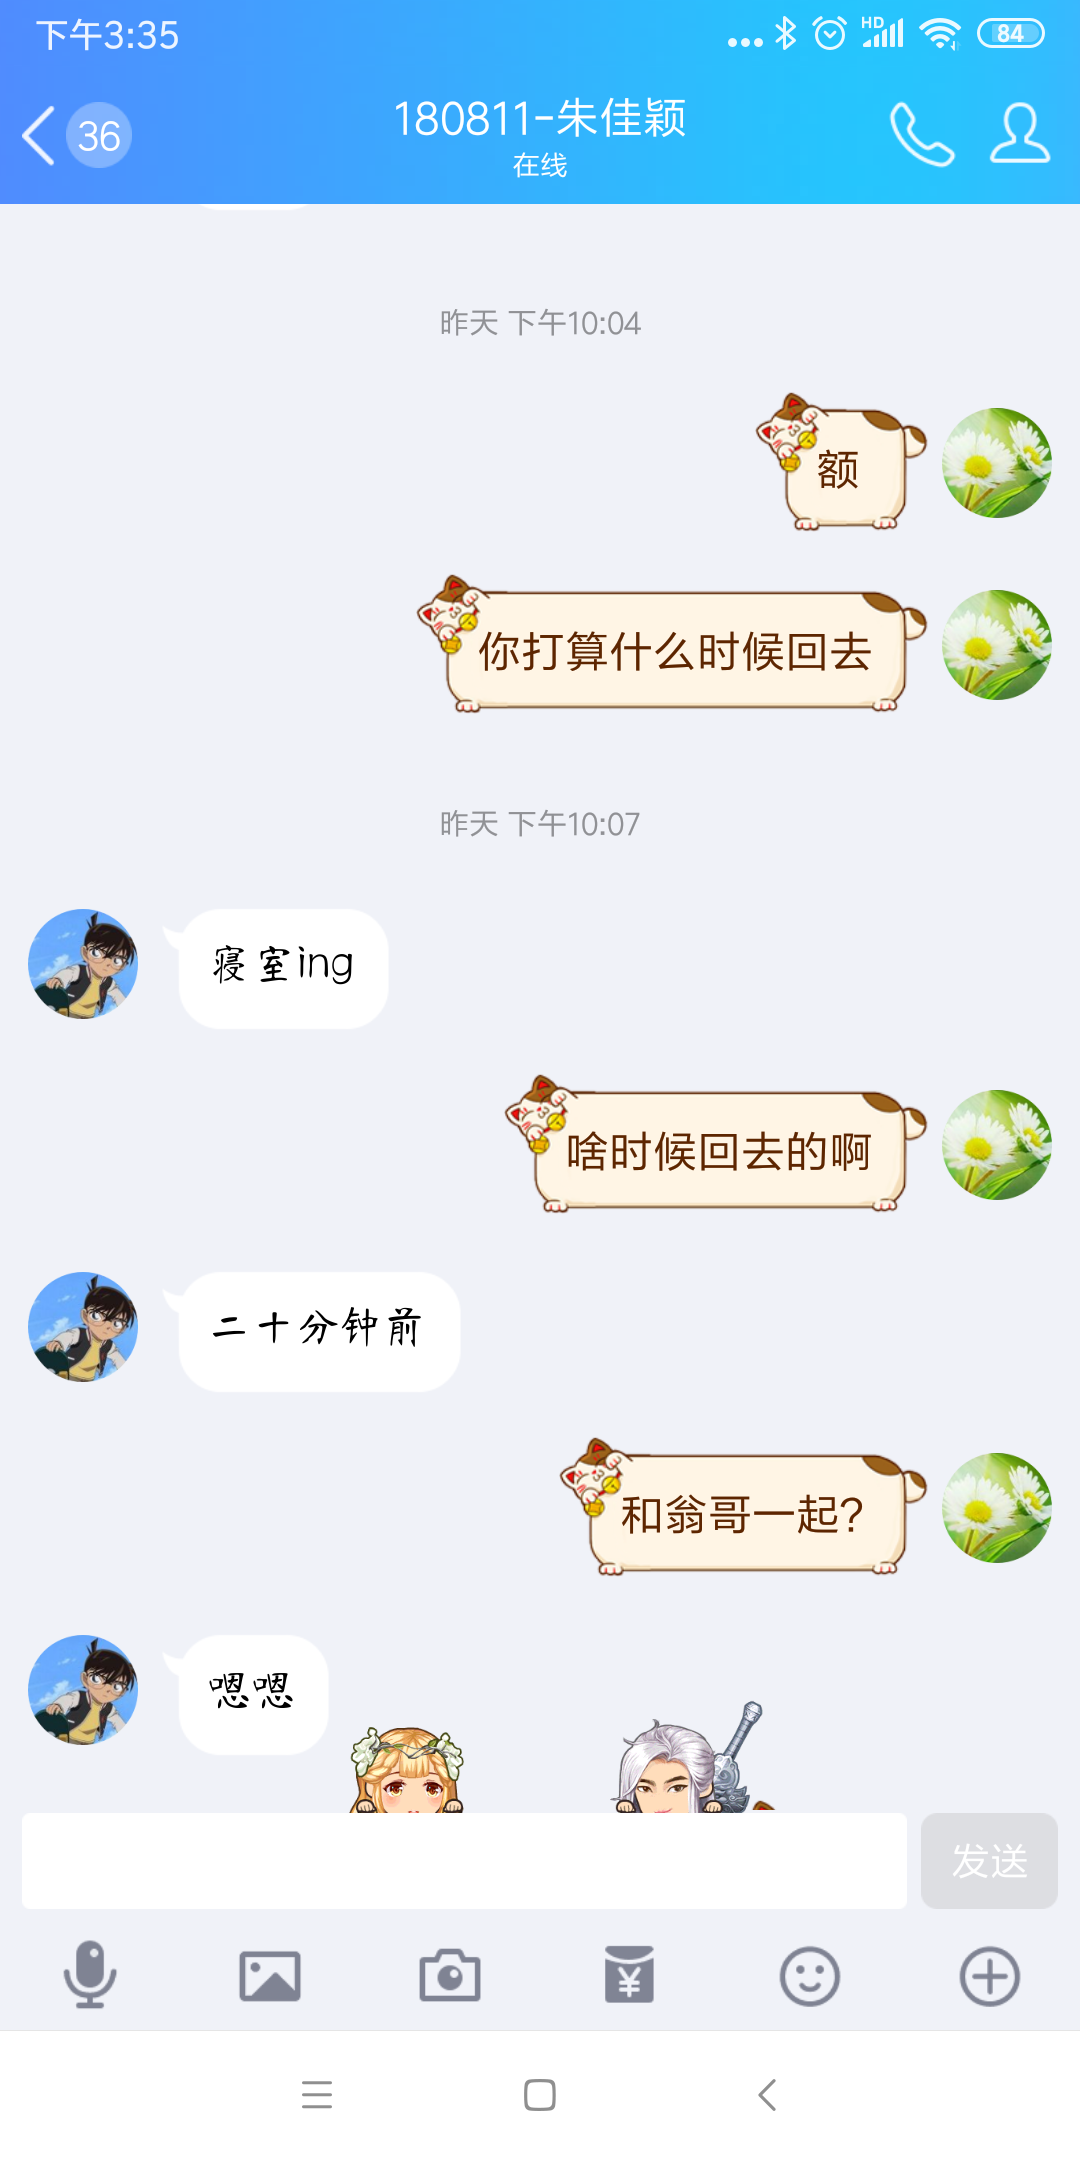 下午3:35
HD
84
36
180811-朱佳颖
在线
昨天 下午10:04
额
你打算什么时候回去
昨天 下午10:07
寝室ing
啥时候回去的啊
二十分钟前
和翁哥一起?
嗯嗯
发送
¥